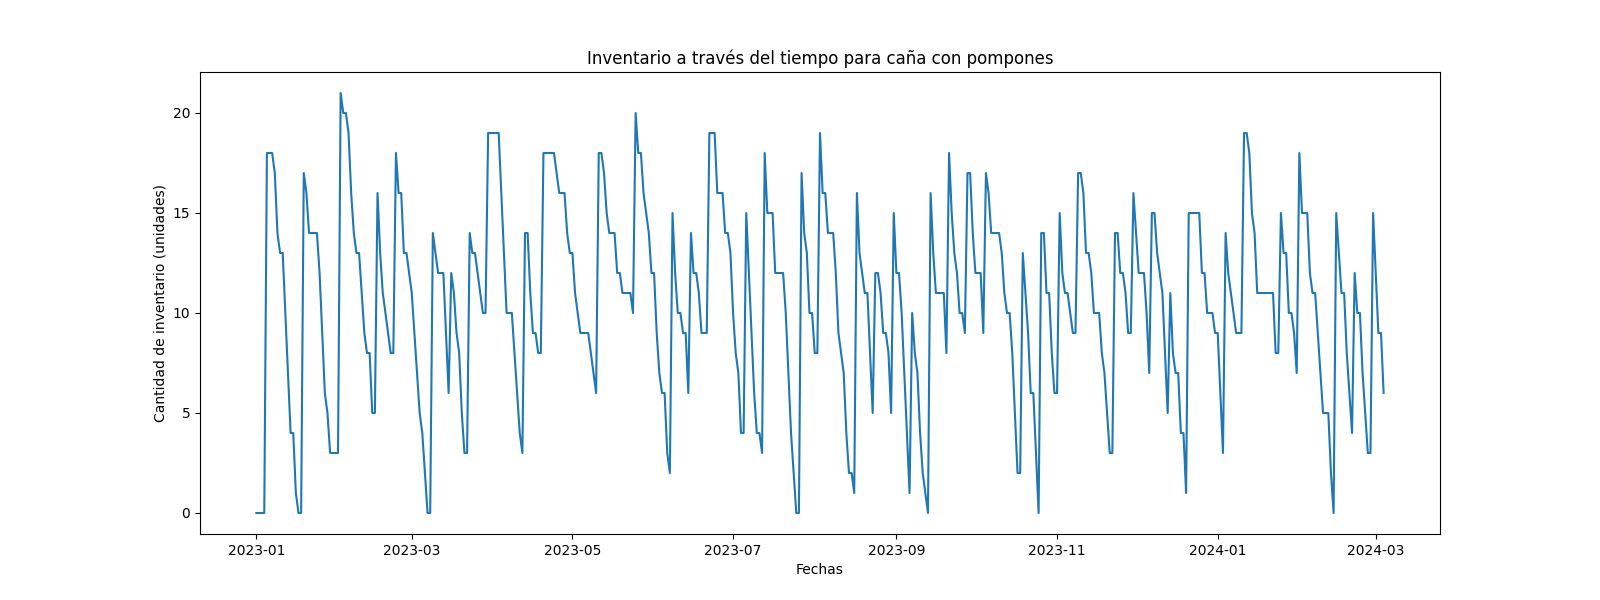 Inventario a través del tiempo para caña con pompones
Cantidad de inventario (unidades)
20
15
10
5
0
2023-01 2023-03 2023-05 2023-07 2023-09 2023-11 2024-01 2024-03
Fechas